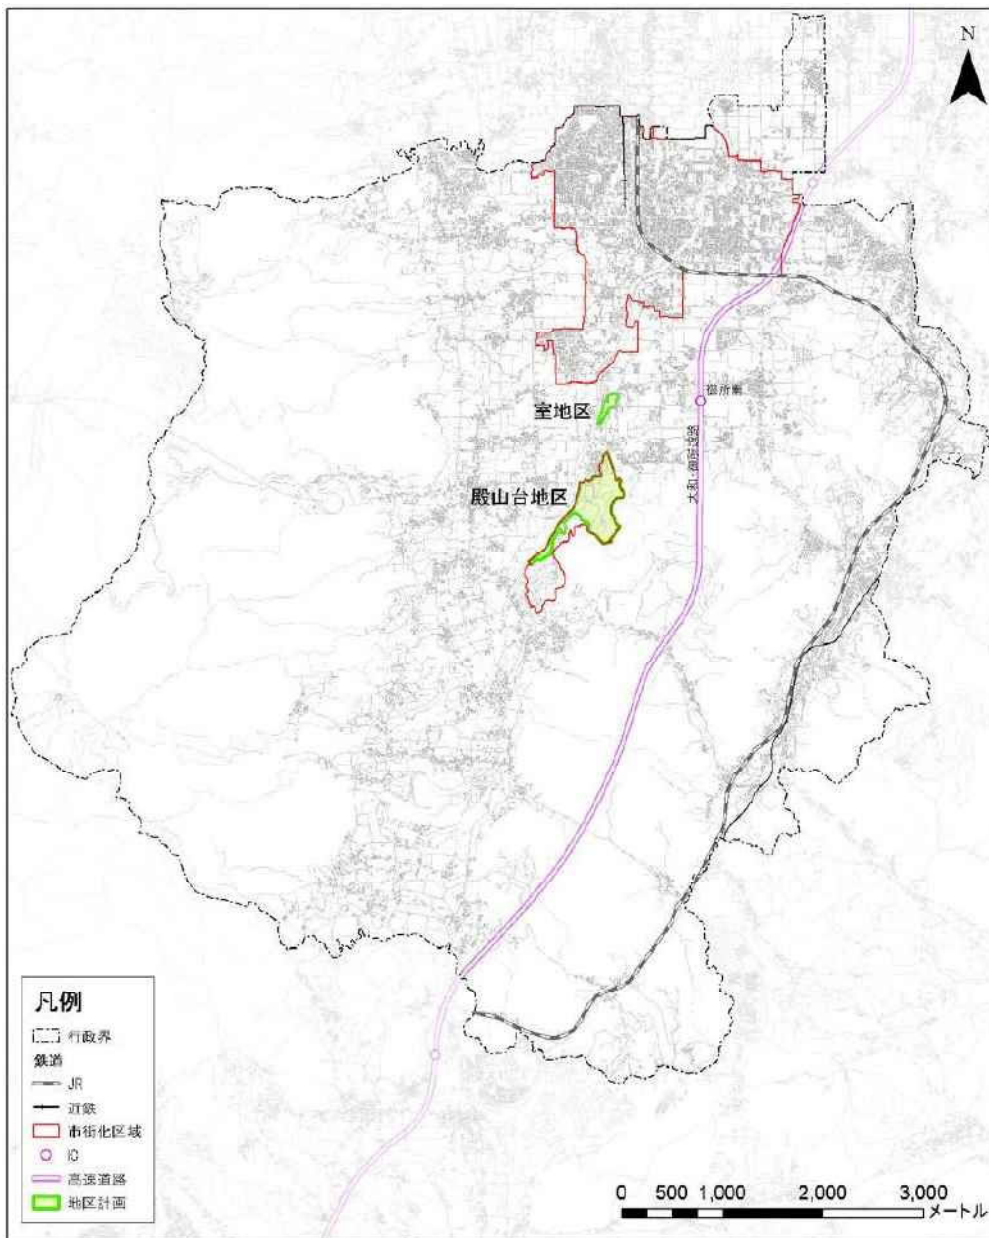 N
御所南
室地区
大和・御所道路
殿山台地区
凡例
行政界
鉄道
JR
近鉄
市街化区域
IC
高速道路
地区計画
0 500 1,000 2,000 3,000
メートル